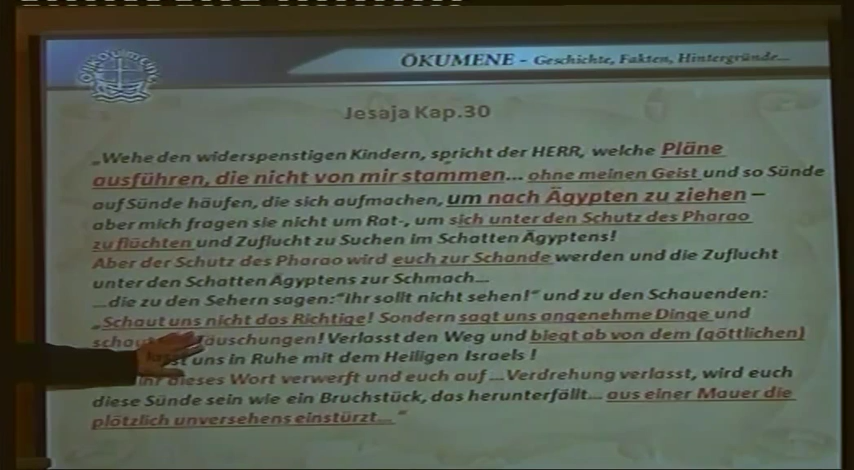 Oikoumene
ÖKUMENE - Geschichte, Fakten, Hintergründe...
Jesaja Kap.30
„Wehe den widerspenstigen Kindern, spricht der HERR, welche Pläne
ausführen, die nicht von mir stammen... ohne meinen Geist und so Sünde
auf Sünde häufen, die sich aufmachen, um nach Ägypten zu ziehen –
aber mich fragen sie nicht um Rat-, um sich unter den Schutz des Pharao
zu flüchten und Zuflucht zu Suchen im Schatten Ägyptens!
Aber der Schutz des Pharao wird euch zur Schande werden und die Zuflucht
unter den Schatten Ägyptens zur Schmach...
...die zu den Sehern sagen:"Ihr sollt nicht sehen!" und zu den Schauenden:
„Schaut uns nicht das Richtige! Sondern sagt uns angenehme Dinge und
Verlasst den Weg und biegt ab von dem (göttlichen)
uns in Ruhe mit dem Heiligen Israels !
ihr dieses Wort verwerft und euch auf ... Verdrehung verlasst, wird euch
diese Sünde sein wie ein Bruchstück, das herunterfällt... aus einer Mauer die
plötzlich unversehens einstürzt... "